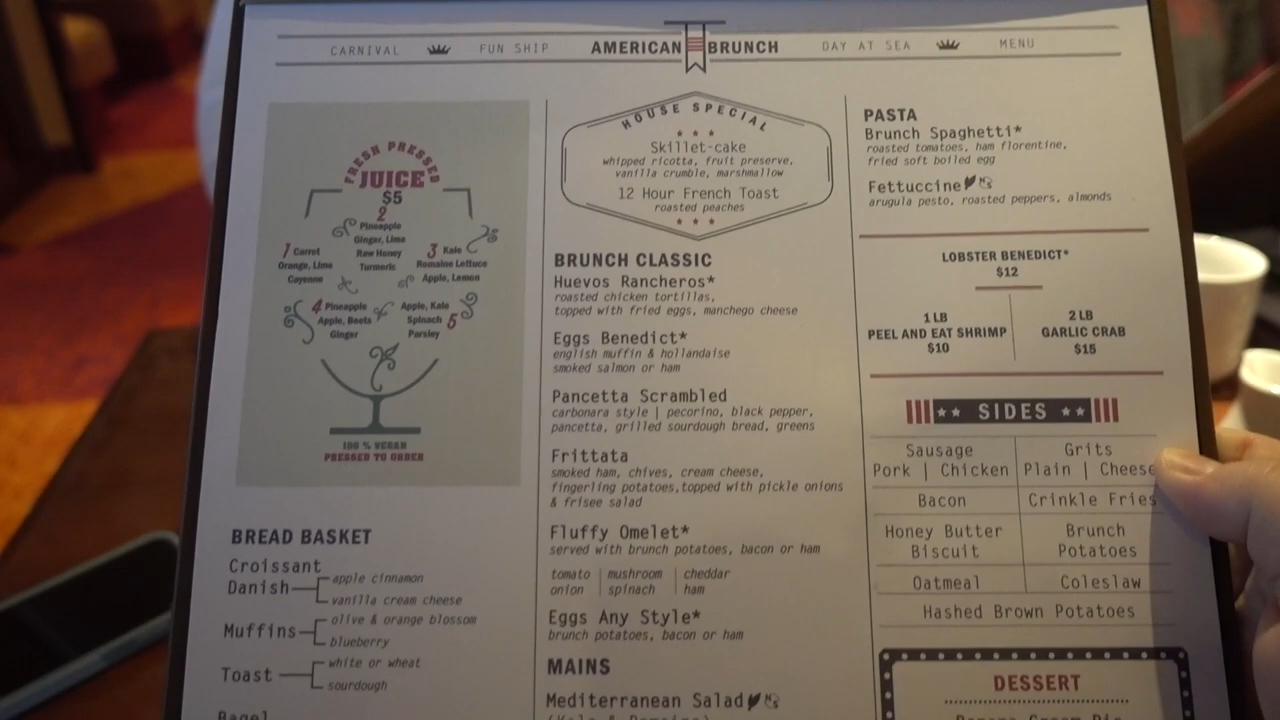 CARNIVAL FUN SHIP AMERICAN BRUNCH DAY AT SEA MENU
FRESH PRESSED
JUICE
$5
2
Pineapple
Ginger, Lime
Raw Honey
Turmeric
1 Carrot
Orange, Lime
Cayenne
3 Kale
Romaine Lettuce
Apple, Lemon
4 Pineapple
Apple, Beets
Ginger
Apple, Kale
Spinach 5
Parsley
100 % VEGAN
PRESSED TO ORDER
BREAD BASKET
Croissant
Danish
apple cinnamon
vanilla cream cheese
Muffins
olive & orange blossom
blueberry
Toast
white or wheat
sourdough
Bagel
HOUSE SPECIAL
Skillet-cake
whipped ricotta, fruit preserve,
vanilla crumble, marshmallow
12 Hour French Toast
roasted peaches
BRUNCH CLASSIC
Huevos Rancheros*
roasted chicken tortillas,
topped with fried eggs, manchego cheese
Eggs Benedict*
english muffin & hollandaise
smoked salmon or ham
Pancetta Scrambled
carbonara style | pecorino, black pepper,
pancetta, grilled sourdough bread, greens
Frittata
smoked ham, chives, cream cheese,
fingerling potatoes,topped with pickle onions
& frisee salad
Fluffy Omelet*
served with brunch potatoes, bacon or ham
tomato | mushroom | cheddar
onion | spinach | ham
Eggs Any Style*
brunch potatoes, bacon or ham
MAINS
Mediterranean Salad
(Kale & Romaine)
PASTA
Brunch Spaghetti*
roasted tomatoes, ham florentine,
fried soft boiled egg
Fettuccine
arugula pesto, roasted peppers, almonds
LOBSTER BENEDICT*
$12
1 LB
PEEL AND EAT SHRIMP
$10
2 LB
GARLIC CRAB
$15
SIDES
Sausage
Pork | Chicken
Grits
Plain | Cheese
Bacon
Crinkle Fries
Honey Butter
Biscuit
Brunch
Potatoes
Oatmeal
Coleslaw
Hashed Brown Potatoes
DESSERT
Banana Cream Pie